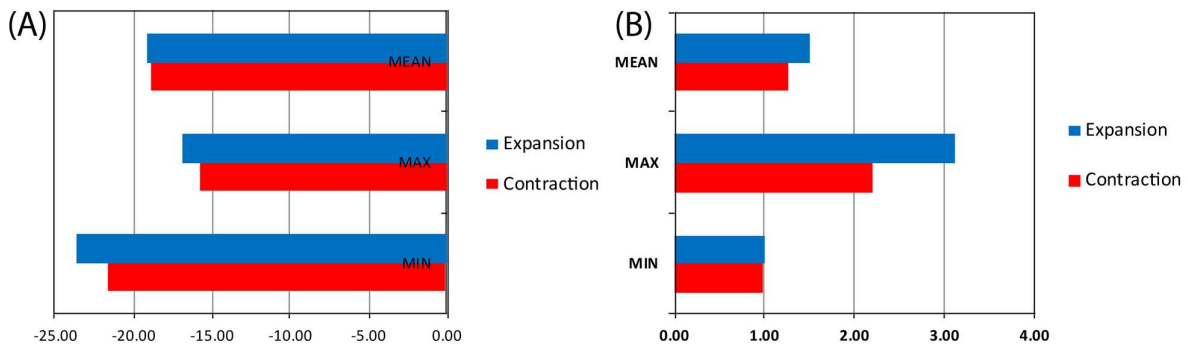 (A)
MEAN
MAX
MIN
-25.00 -20.00 -15.00 -10.00 -5.00 0.00
Expansion
Contraction
(B)
MEAN
MAX
MIN
0.00 1.00 2.00 3.00 4.00
Expansion
Contraction